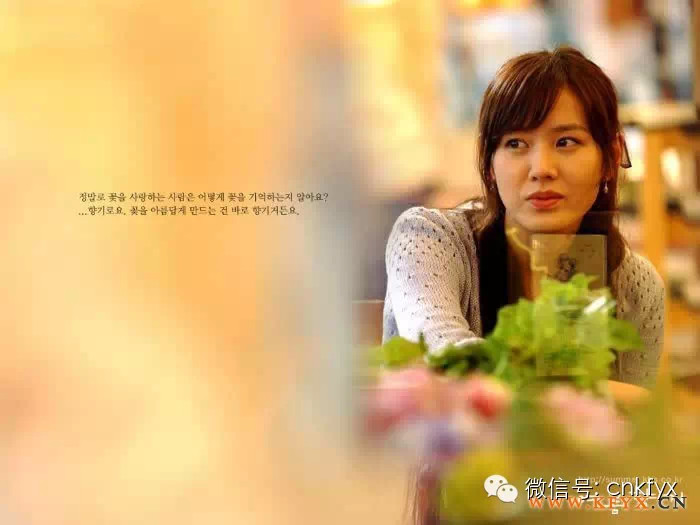 정말로 꽃을 사랑하는 사람은 어떻게 꽃을 기억하는지 알아요?
...향기로요. 꽃을 아름답게 만드는 건 바로 향기거든요.
微信号: cnkfyx
WWW.KFYX.CN